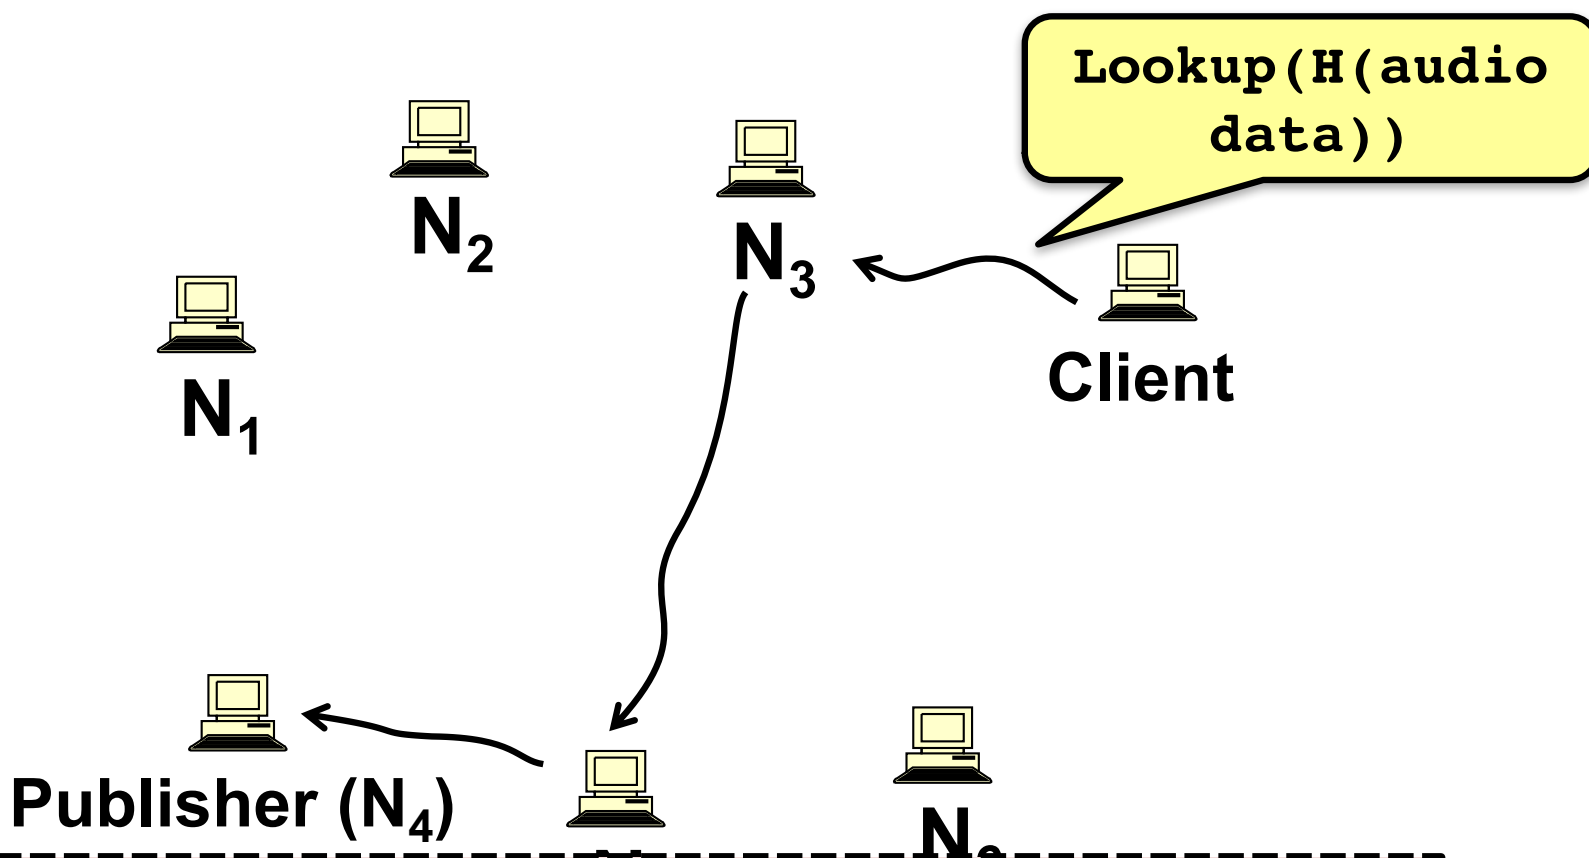 Lookup(H(audio
data))
N₂
N₃
N₁
Client
Publisher (N₄)
N